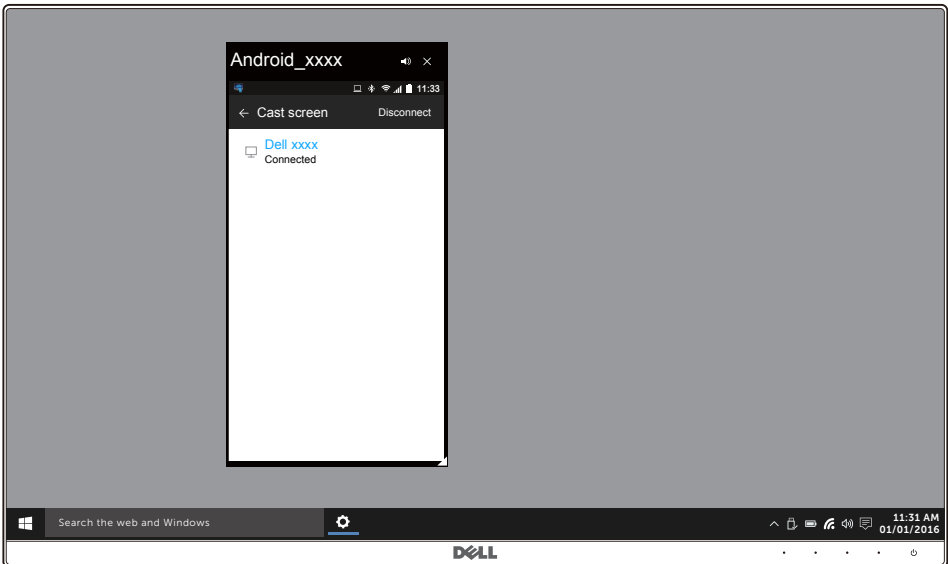 Android_xxxx
11:33
Cast screen Disconnect
Dell xxxx
Connected
Search the web and Windows
11:31 AM
01/01/2016
DELL